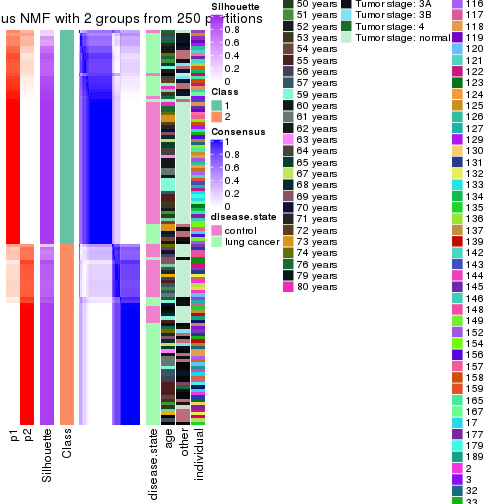 us NMF with 2 groups from 250 partitions
p1
p2
Silhouette
Class
disease.state
age
other
individual
Silhouette
1
0.8
0.6
0.4
0.2
0
Class
1
2
Consensus
1
0.8
0.6
0.4
0.2
0
disease.state
control
lung cancer
50 years
51 years
52 years
53 years
54 years
55 years
56 years
57 years
59 years
60 years
61 years
62 years
63 years
64 years
65 years
67 years
68 years
69 years
70 years
71 years
72 years
73 years
74 years
76 years
79 years
80 years
Tumor stage: 3A
Tumor stage: 3B
Tumor stage: 4
Tumor stage: normal
116
117
118
119
120
121
122
123
124
125
126
127
129
130
131
132
133
134
135
136
137
139
142
143
144
145
146
148
149
152
154
156
157
158
159
165
167
17
177
179
189
2
3
32
33